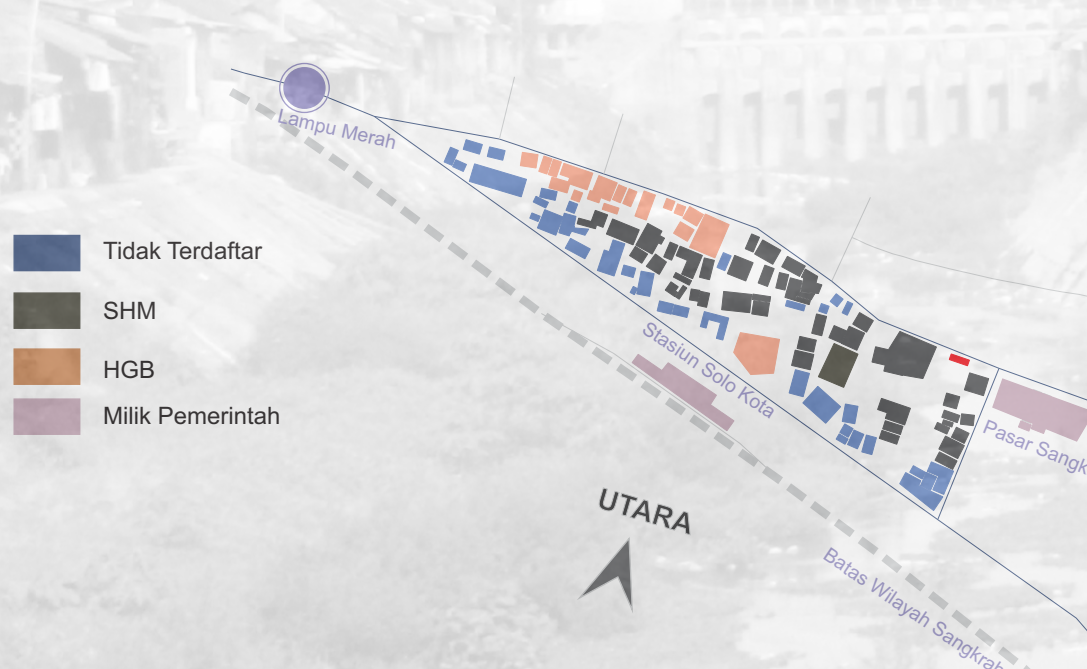 Lampu Merah
Tidak Terdaftar
SHM
HGB
Milik Pemerintah
Stasiun Solo Kota
Pasar Sangk
UTARA
Batas Wilayah Sangkrah